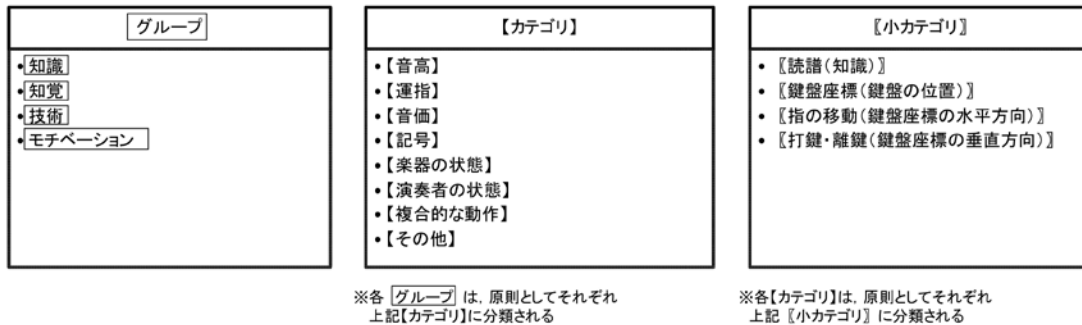 グループ
•知識
•知覚
•技術
•モチベーション
【カテゴリ】
•【音高】
•【運指】
•【音価】
•【記号】
•【楽器の状態】
•【演奏者の状態】
•【複合的な動作】
•【その他】
※各 グループ は，原則としてそれぞれ
上記【カテゴリ】に分類される
〖小カテゴリ〗
• 〖読譜（知識）〗
• 〖鍵盤座標（鍵盤の位置）〗
• 〖指の移動（鍵盤座標の水平方向）〗
• 〖打鍵・離鍵（鍵盤座標の垂直方向）〗
※各【カテゴリ】は，原則としてそれぞれ
上記 〖小カテゴリ〗 に分類される